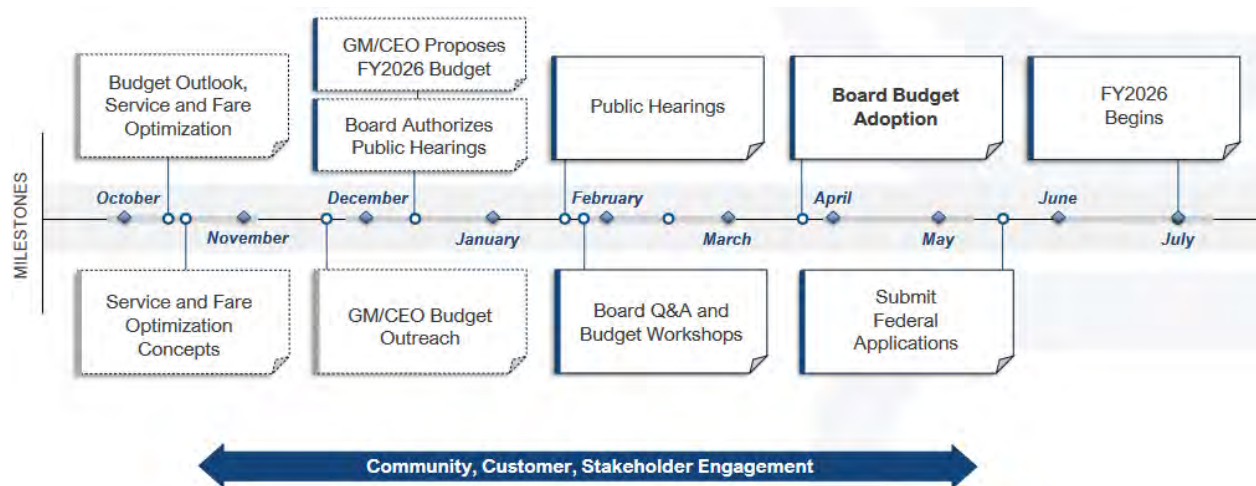 GM/CEO Proposes
FY2026 Budget
Budget Outlook,
Service and Fare
Optimization
Board Authorizes
Public Hearings
Public Hearings
Board Budget
Adoption
FY2026
Begins
MILESTONES
October
November
December
January
February
March
April
May
June
July
Service and Fare
Optimization
Concepts
GM/CEO Budget
Outreach
Board Q&A and
Budget Workshops
Submit
Federal
Applications
Community, Customer, Stakeholder Engagement